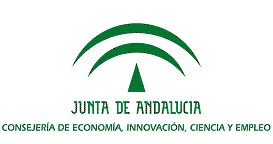 JUNTA DE ANDALUCIA
CONSEJERÍA DE ECONOMÍA, INNOVACIÓN, CIENCIA Y EMPLEO